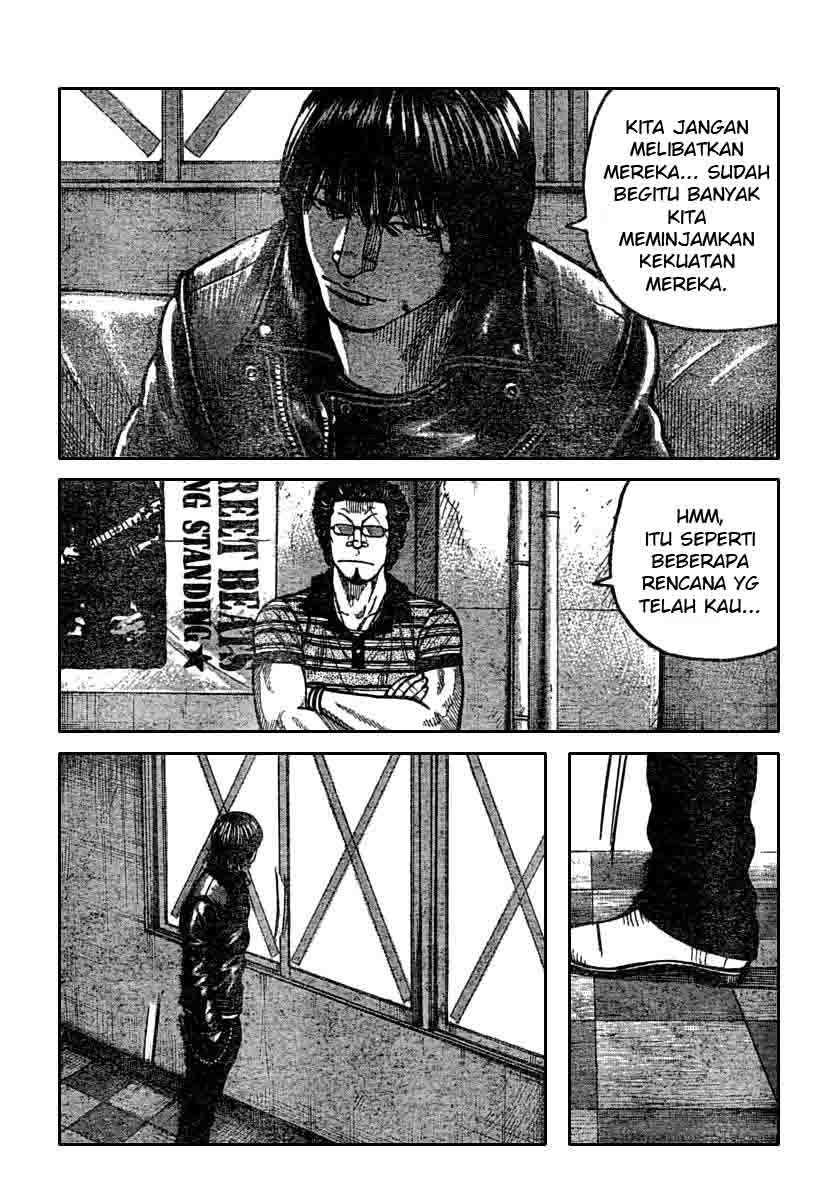 KITA JANGAN
MELIBATKAN
MEREKA... SUDAH
BEGITU BANYAK
KITA
MEMINJAMKAN
KEKUATAN
MEREKA.
HMM,
ITU SEPERTI
BEBERAPA
RENCANA YG
TELAH KAU...
REET BEATS
NG STANDING★